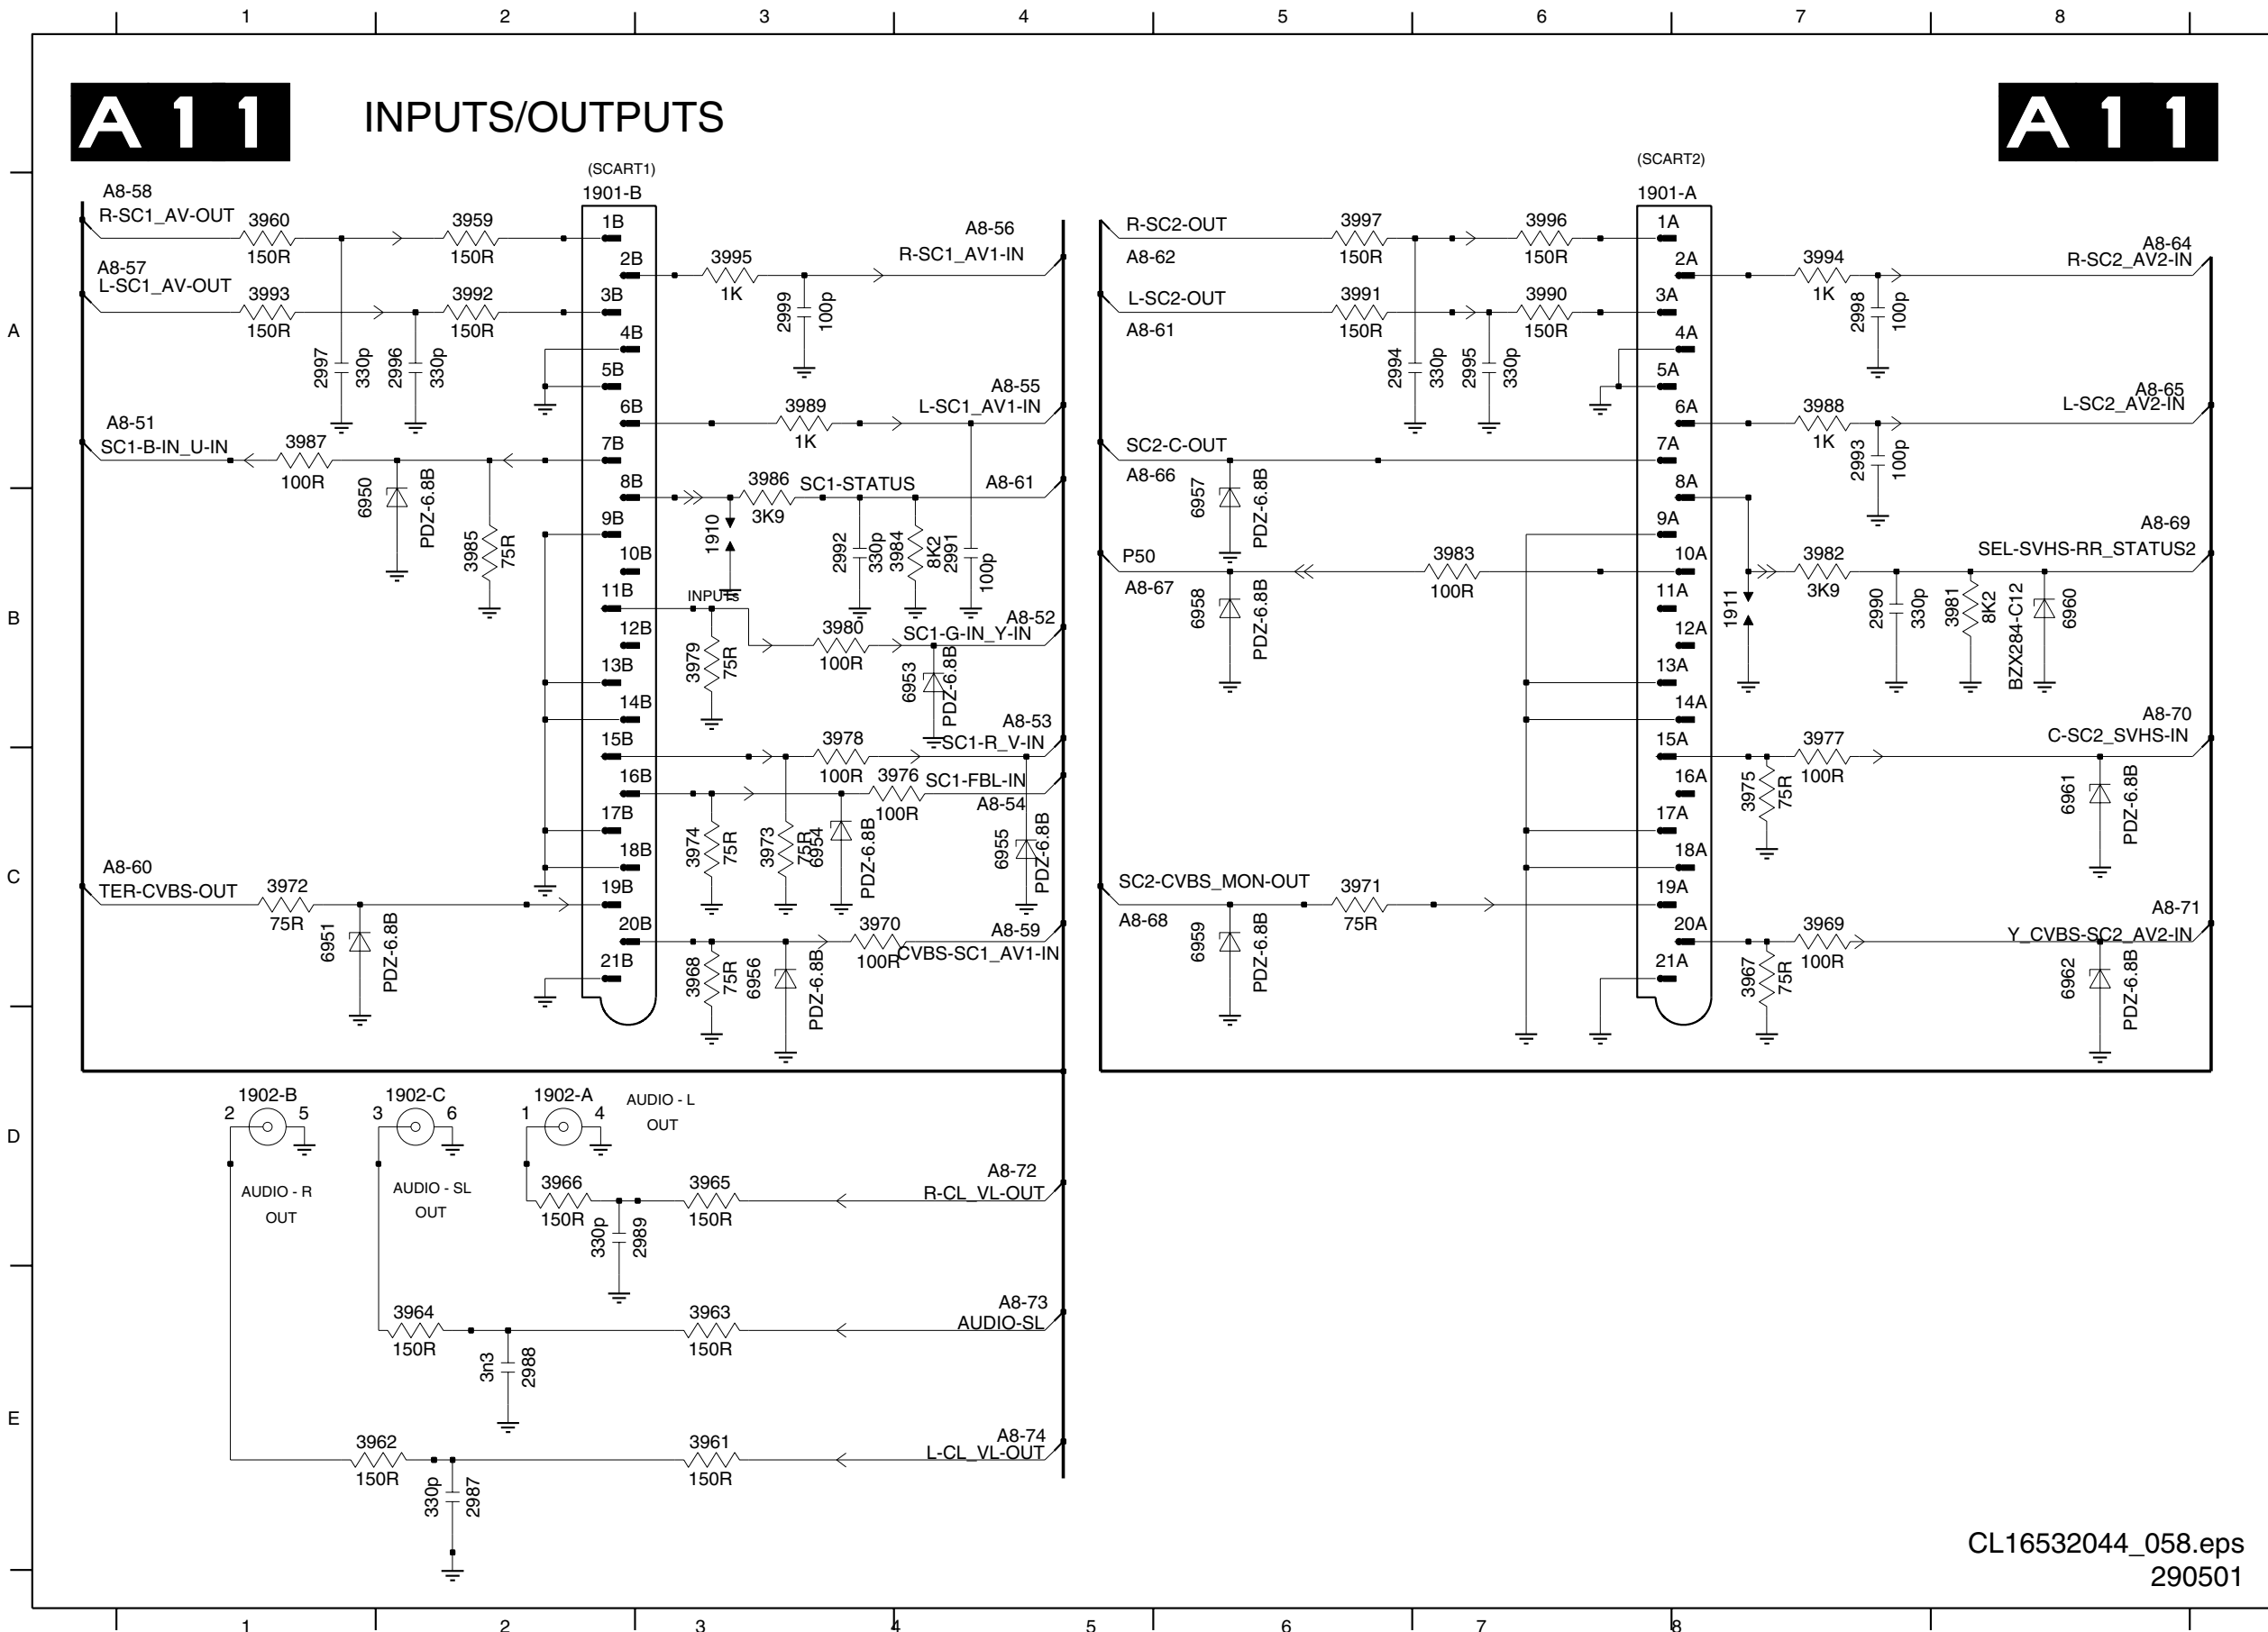 1 2 3 4 5 6 7 8
A 1 1
INPUTS/OUTPUTS
A 1 1
(SCART1)
1901-B
(SCART2)
1901-A
A8-58
R-SC1_AV-OUT
3960
150R
3959
150R
A8-57
L-SC1_AV-OUT
3993
150R
3992
150R
2997
330p
2996
330p
A8-51
SC1-B-IN_U-IN
3987
100R
6950
PDZ-6.8B
3985
75R
A8-60
TER-CVBS-OUT
3972
75R
6951
PDZ-6.8B
1B
2B
3B
4B
5B
6B
7B
8B
9B
10B
11B
12B
13B
14B
15B
16B
17B
18B
19B
20B
21B
3995
1K
2999
100p
A8-56
R-SC1_AV1-IN
3989
1K
A8-55
L-SC1_AV1-IN
3986
3K9
SC1-STATUS
A8-61
1910
2992
330p
3984
8K2
2991
100p
INPUTs
3979
75R
3980
100R
A8-52
SC1-G-IN_Y-IN
6953
PDZ-6.8B
3978
100R
A8-53
SC1-R_V-IN
3976
100R
SC1-FBL-IN
A8-54
3974
75R
3973
75R
6954
PDZ-6.8B
6955
PDZ-6.8B
3970
100R
A8-59
CVBS-SC1_AV1-IN
3968
75R
6956
PDZ-6.8B
R-SC2-OUT
A8-62
3997
150R
3996
150R
L-SC2-OUT
A8-61
3991
150R
3990
150R
2994
330p
2995
330p
SC2-C-OUT
A8-66
6957
PDZ-6.8B
P50
A8-67
3983
100R
6958
PDZ-6.8B
SC2-CVBS_MON-OUT
A8-68
3971
75R
6959
PDZ-6.8B
1A
2A
3A
4A
5A
6A
7A
8A
9A
10A
11A
12A
13A
14A
15A
16A
17A
18A
19A
20A
21A
3994
1K
2998
100p
A8-64
R-SC2_AV2-IN
3988
1K
2993
100p
A8-65
L-SC2_AV2-IN
1911
3982
3K9
2990
330p
3981
8K2
BZX284-C12
6960
A8-69
SEL-SVHS-RR_STATUS2
3977
100R
3975
75R
A8-70
C-SC2_SVHS-IN
6961
PDZ-6.8B
3969
100R
3967
75R
A8-71
Y_CVBS-SC2_AV2-IN
6962
PDZ-6.8B
1902-B
2 5
AUDIO - R
OUT
1902-C
3 6
AUDIO - SL
OUT
1902-A
1 4
AUDIO - L
OUT
3966
150R
330p
2989
3965
150R
A8-72
R-CL_VL-OUT
3964
150R
3n3
2988
3963
150R
A8-73
AUDIO-SL
3962
150R
330p
2987
3961
150R
A8-74
L-CL_VL-OUT
A
B
C
D
E
CL16532044_058.eps
290501
1 2 3 4 5 6 7 8